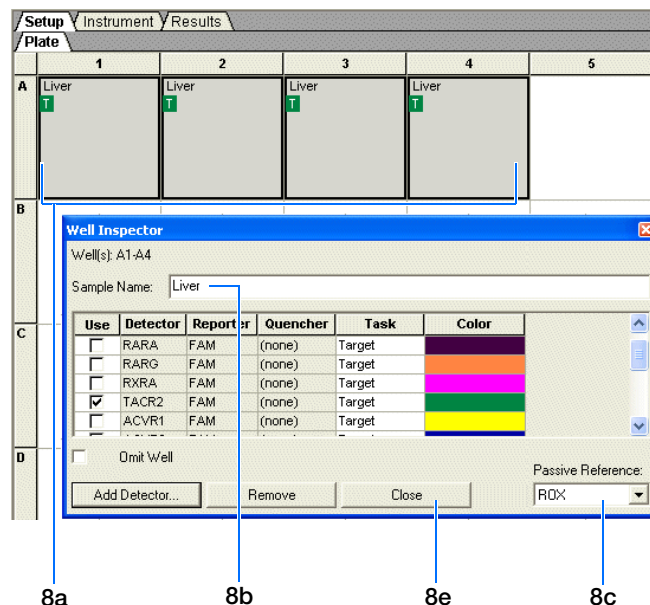 Setup Instrument Results
Plate
1 2 3 4 5
A Liver Liver Liver Liver
T T T T
B
Well Inspector
Well(s): A1-A4
Sample Name: Liver
C
Use Detector Reporter Quencher Task Color
RARA FAM (none) Target
RARG FAM (none) Target
RXRA FAM (none) Target
TACR2 FAM (none) Target
ACVR1 FAM (none) Target
D
Omit Well
Passive Reference:
Add Detector... Remove Close ROX
8a 8b 8e 8c